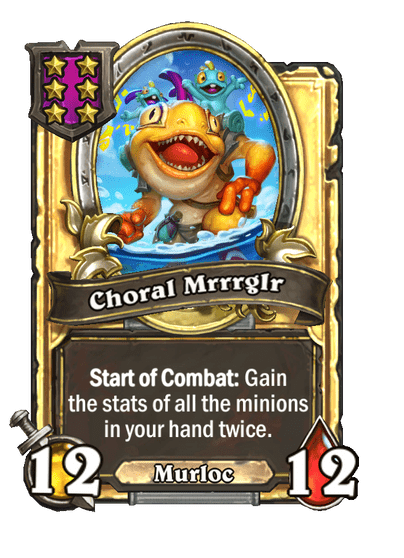 Choral Mrrrglr
Start of Combat: Gain
the stats of all the minions
in your hand twice.
12
Murloc
12